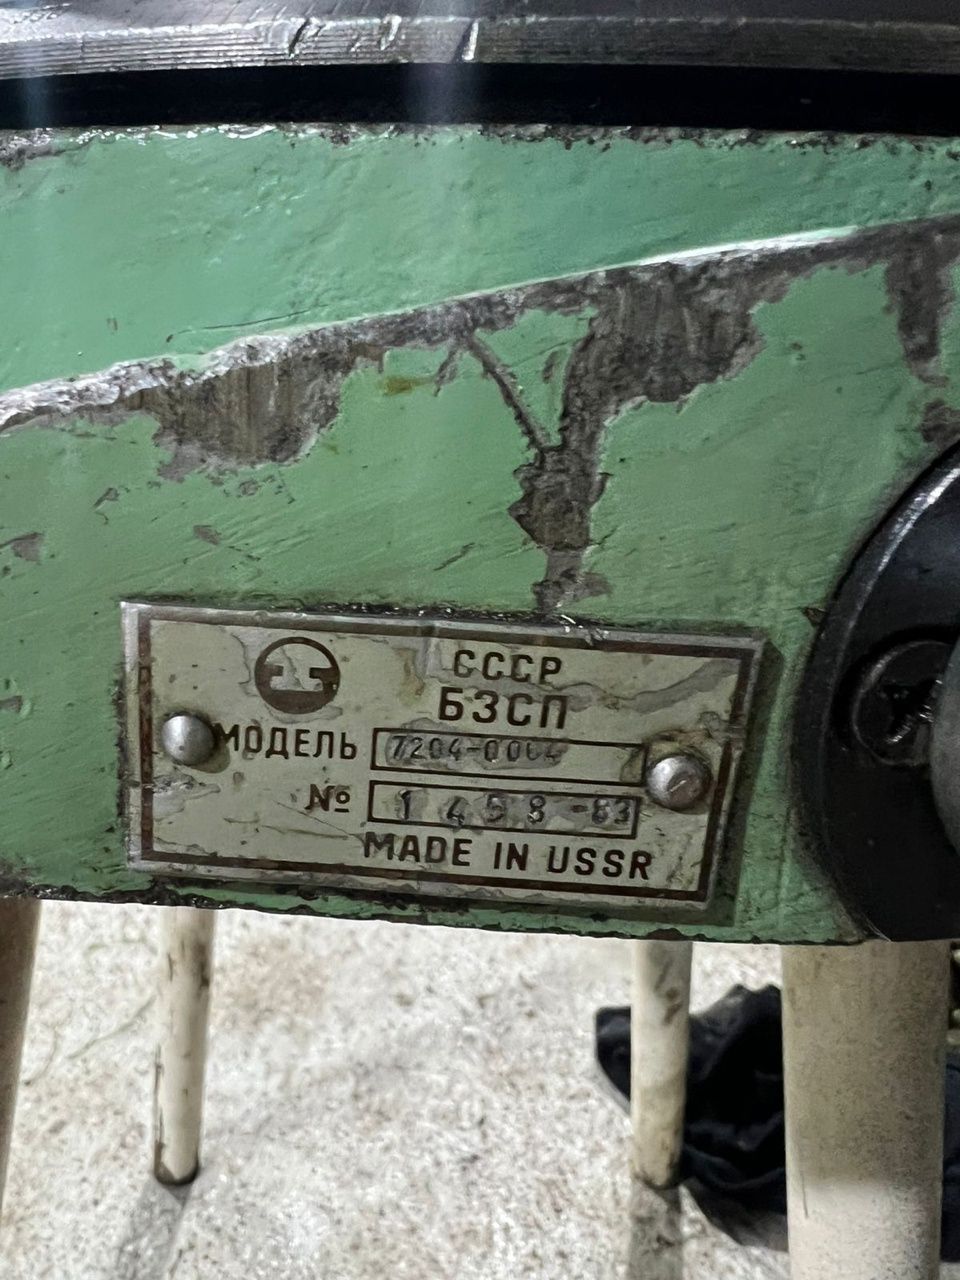 СССР
БЗСП
МОДЕЛЬ 7204-0004
№ 1458-83
MADE IN USSR